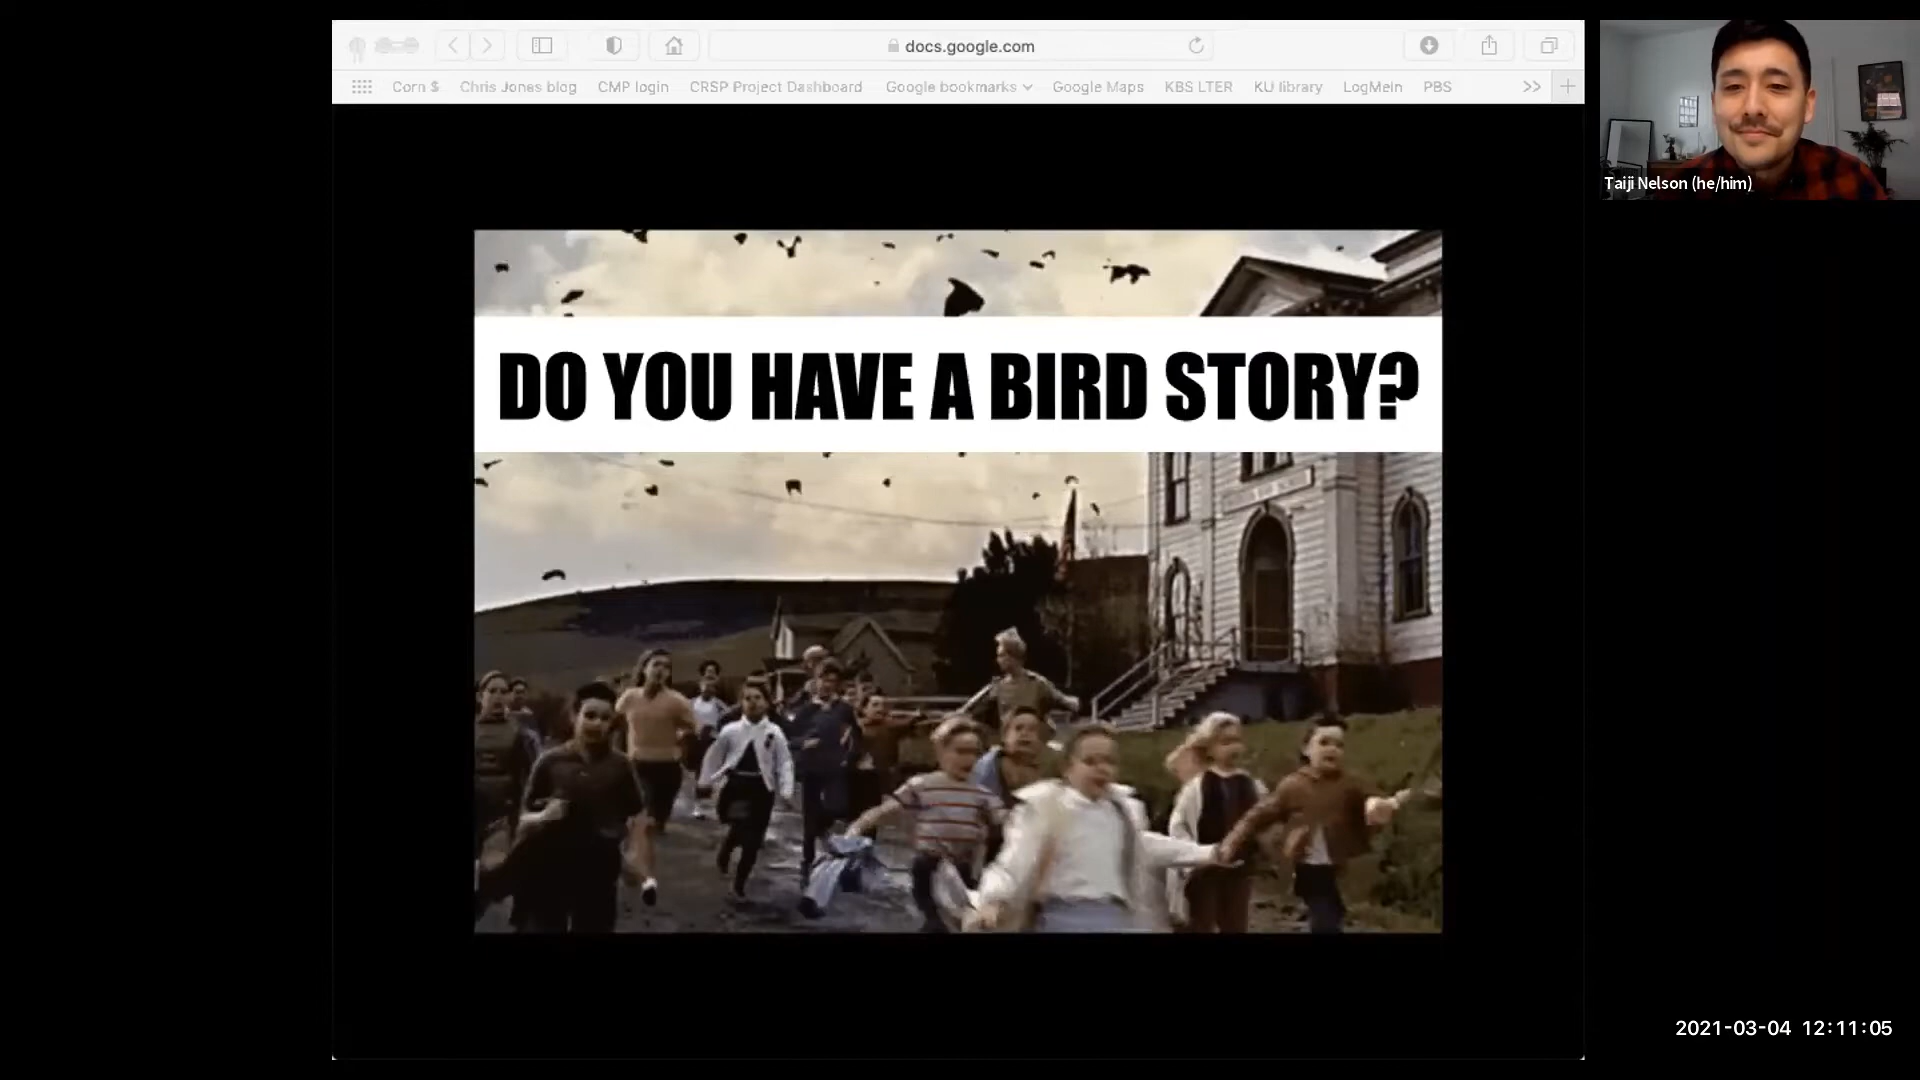 docs.google.com
Corn $ Chris Jones blog CMP login CRSP Project Dashboard Google bookmarks Google Maps KBS LTER KU library LogMeIn PBS >>
Taiji Nelson (he/him)
DO YOU HAVE A BIRD STORY?
2021-03-04 12:11:05